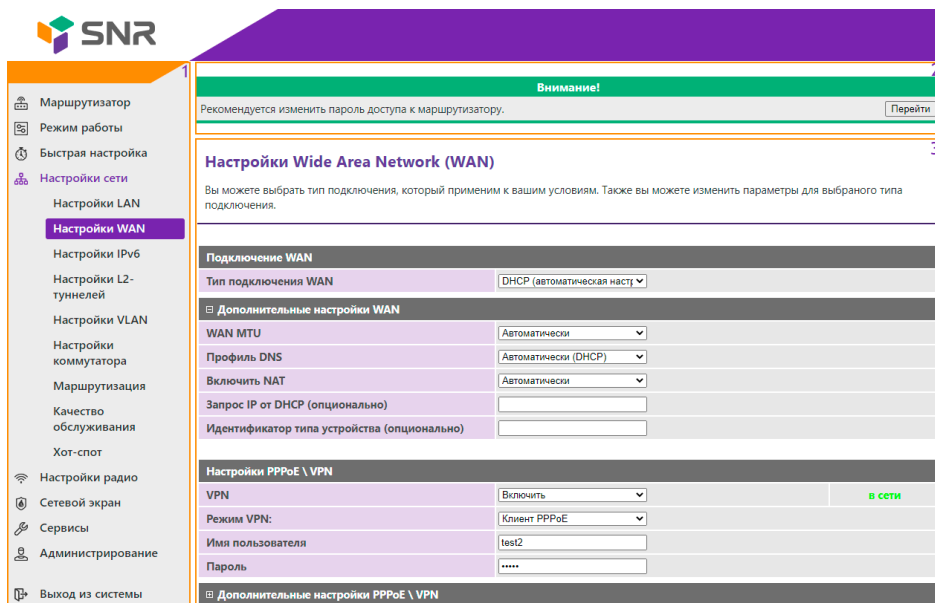 SNR
1
Маршрутизатор
Режим работы
Быстрая настройка
Настройки сети
Настройки LAN
Настройки WAN
Настройки IPv6
Настройки L2-
туннелей
Настройки VLAN
Настройки
коммутатора
Маршрутизация
Качество
обслуживания
Хот-спот
Настройки радио
Сетевой экран
Сервисы
Администрирование
Выход из системы
Внимание!
Рекомендуется изменить пароль доступа к маршрутизатору.
Перейти
Настройки Wide Area Network (WAN)
Вы можете выбрать тип подключения, который применим к вашим условиям. Также вы можете изменить параметры для выбраного типа
подключения.
Подключение WAN
Тип подключения WAN DHCP (автоматическая наст
Дополнительные настройки WAN
WAN MTU Автоматически
Профиль DNS Автоматически (DHCP)
Включить NAT Автоматически
Запрос IP от DHCP (опционально)
Идентификатор типа устройства (опционально)
Настройки PPPoE \ VPN
VPN Включить в сети
Режим VPN: Клиент PPPoE
Имя пользователя test2
Пароль •••••
Дополнительные настройки PPPoE \ VPN